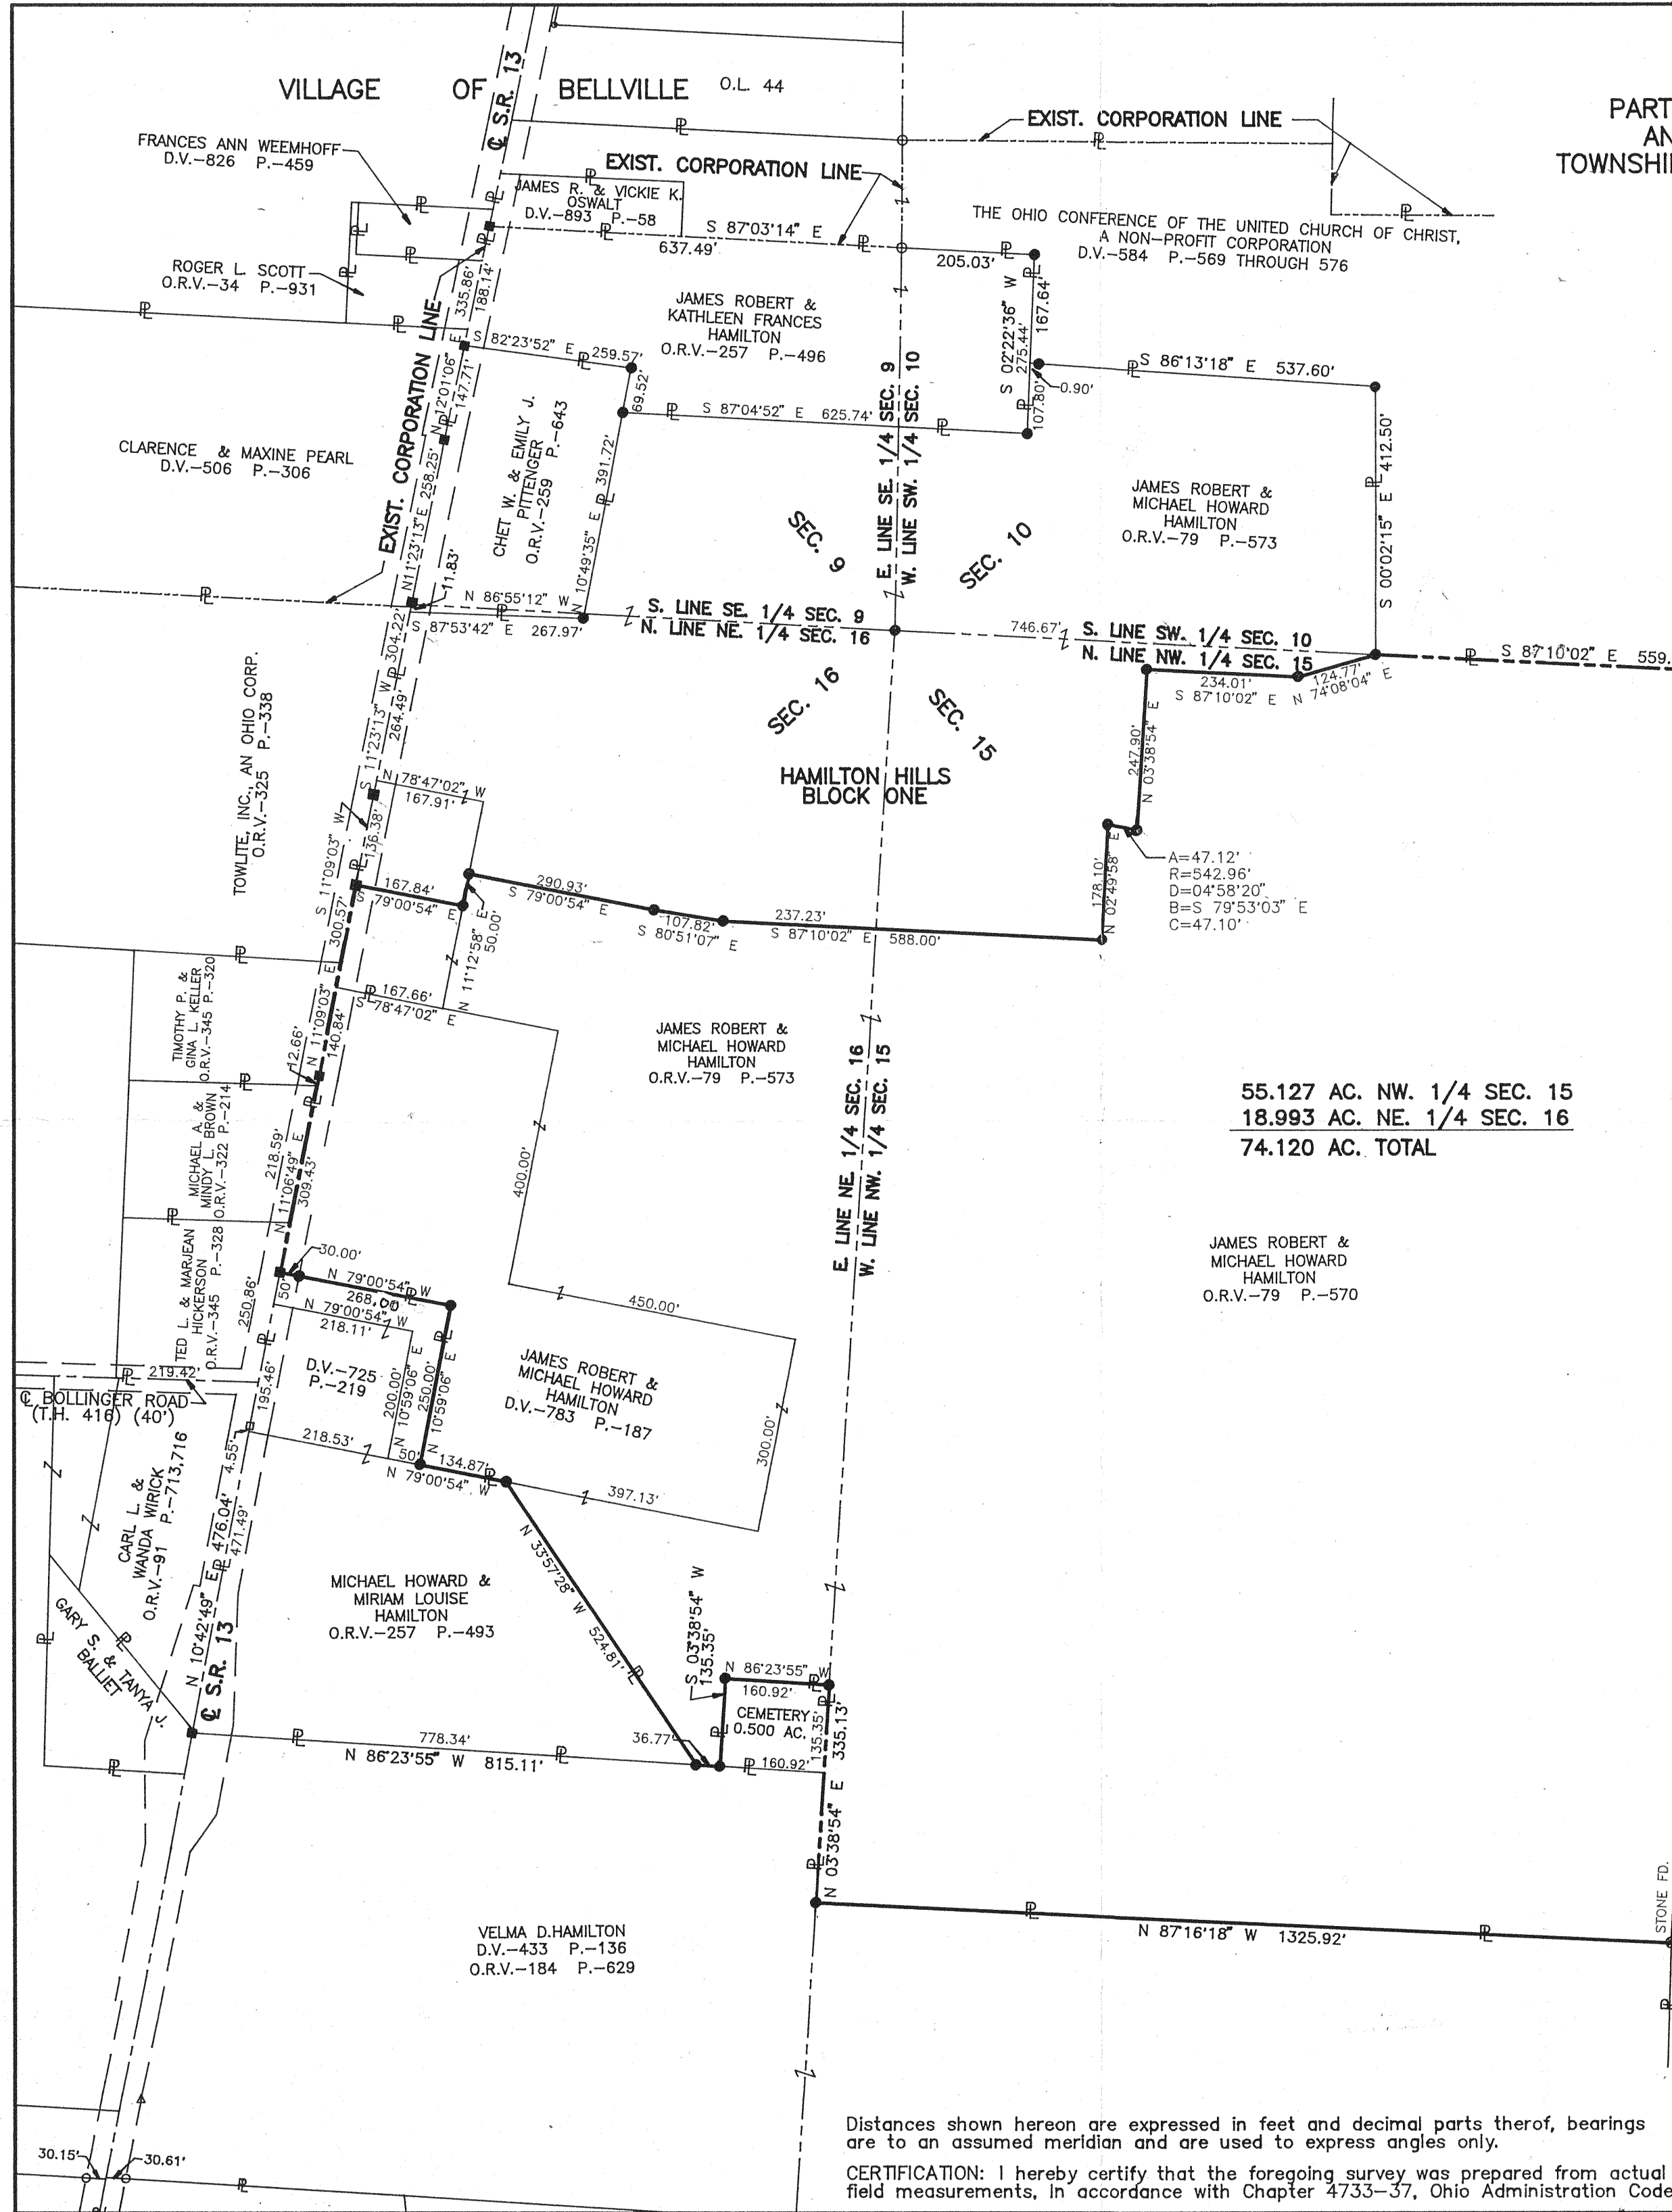 VILLAGE OF BELLVILLE O.L. 44
℄ S.R. 13
EXIST. CORPORATION LINE
PART
AN
TOWNSHI
FRANCES ANN WEEMHOFF
D.V.-826 P.-459
EXIST. CORPORATION LINE
JAMES R. & VICKIE K.
OSWALT
D.V.-893 P.-58
S 87°03'14" E
637.49'
THE OHIO CONFERENCE OF THE UNITED CHURCH OF CHRIST,
A NON-PROFIT CORPORATION
D.V.-584 P.-569 THROUGH 576
205.03'
ROGER L. SCOTT
O.R.V.-34 P.-931
335.86'
188.14'
JAMES ROBERT &
KATHLEEN FRANCES
HAMILTON
O.R.V.-257 P.-496
S 02°22'36" W
275.44'
167.64'
107.80'
0.90'
S 86°13'18" E 537.60'
S 82°23'52" E 259.57'
69.52'
S 87°04'52" E 625.74'
N 12°01'06" E
147.71'
EXIST. CORPORATION LINE
CLARENCE & MAXINE PEARL
D.V.-506 P.-306
N 11°23'13" E 258.25'
11.83'
CHET W. & EMILY J.
PITTENGER
O.R.V.-259 P.-643
N 10°49'35" E 391.72'
E. LINE SE. 1/4 SEC. 9
W. LINE SW. 1/4 SEC. 10
SEC. 9
SEC. 10
JAMES ROBERT &
MICHAEL HOWARD
HAMILTON
O.R.V.-79 P.-573
S 00°02'15" E 412.50'
N 86°55'12" W
S 87°53'42" E 267.97'
S. LINE SE. 1/4 SEC. 9
N. LINE NE. 1/4 SEC. 16
746.67'
S. LINE SW. 1/4 SEC. 10
N. LINE NW. 1/4 SEC. 15
S 87°10'02" E 559.
234.01'
S 87°10'02" E
124.77'
N 74°08'04" E
SEC. 16
SEC. 15
HAMILTON HILLS
BLOCK ONE
TOWLITE, INC., AN OHIO CORP.
O.R.V.-325 P.-338
S 11°23'13" W 304.22'
264.49'
N 78°47'02" W
167.91'
136.38'
S 11°09'03" W
300.57'
247.90'
N 03°38'54" E
A=47.12'
R=542.96'
D=04°58'20"
B=S 79°53'03" E
C=47.10'
178.10'
N 02°49'58" E
167.84'
S 79°00'54" E
290.93'
S 79°00'54" E
107.82'
S 80°51'07" E
237.23'
S 87°10'02" E 588.00'
N 11°12'58" E
50.00'
167.66'
S 78°47'02" E
TIMOTHY P. &
GINA L. KELLER
O.R.V.-345 P.-320
12.66'
N 11°09'03" E
140.84'
JAMES ROBERT &
MICHAEL HOWARD
HAMILTON
O.R.V.-79 P.-573
E. LINE NE. 1/4 SEC. 16
W. LINE NW. 1/4 SEC. 15
55.127 AC. NW. 1/4 SEC. 15
18.993 AC. NE. 1/4 SEC. 16
74.120 AC. TOTAL
MICHAEL A. &
MINDY L. BROWN
O.R.V.-322 P.-214
218.59'
N 11°06'49" E
309.43'
400.00'
TED L. & MARJEAN
HICKERSON
O.R.V.-345 P.-328
250.86'
30.00'
50'
N 79°00'54" W
268.00'
N 79°00'54" W
218.11'
450.00'
JAMES ROBERT &
MICHAEL HOWARD
HAMILTON
O.R.V.-79 P.-570
219.42'
℄ BOLLINGER ROAD
(T.H. 416) (40')
195.46'
D.V.-725
P.-219
200.00'
N 10°59'06" E
250.00'
N 10°59'06" E
JAMES ROBERT &
MICHAEL HOWARD
HAMILTON
D.V.-783 P.-187
300.00'
4.55'
218.53'
50'
134.87'
N 79°00'54" W
397.13'
CARL L. &
WANDA WIRICK
O.R.V.-91 P.-713,716
N 10°42'49" E 476.04'
471.49'
N 33°57'28" W 524.81'
MICHAEL HOWARD &
MIRIAM LOUISE
HAMILTON
O.R.V.-257 P.-493
GARY S. & TANYA J.
BALLIET
℄ S.R. 13
S 03°38'54" W
135.35'
N 86°23'55" W
160.92'
CEMETERY
0.500 AC.
135.35'
335.13'
N 03°38'54" E
36.77'
160.92'
778.34'
N 86°23'55" W 815.11'
VELMA D.HAMILTON
D.V.-433 P.-136
O.R.V.-184 P.-629
N 87°16'18" W 1325.92'
STONE FD.
30.15'
30.61'
Distances shown hereon are expressed in feet and decimal parts therof, bearings
are to an assumed meridian and are used to express angles only.
CERTIFICATION: I hereby certify that the foregoing survey was prepared from actual
field measurements, in accordance with Chapter 4733-37, Ohio Administration Code